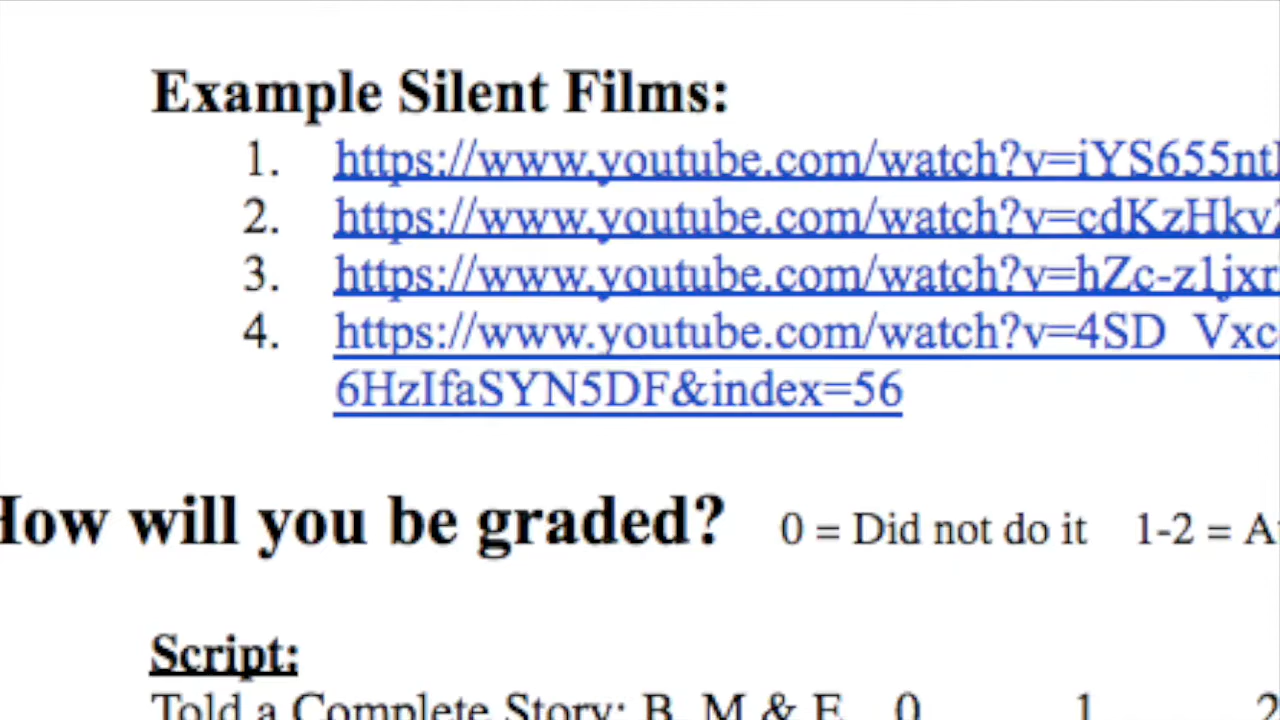 Example Silent Films:
1. https://www.youtube.com/watch?v=iYS655nt
2. https://www.youtube.com/watch?v=cdKzHkv
3. https://www.youtube.com/watch?v=hZc-z1jxr
4. https://www.youtube.com/watch?v=4SD_Vxc
6HzIfaSYN5DF&index=56
How will you be graded? 0 = Did not do it 1-2 = A
Script:
Told a Complete Story: B, M & E 0 1 2